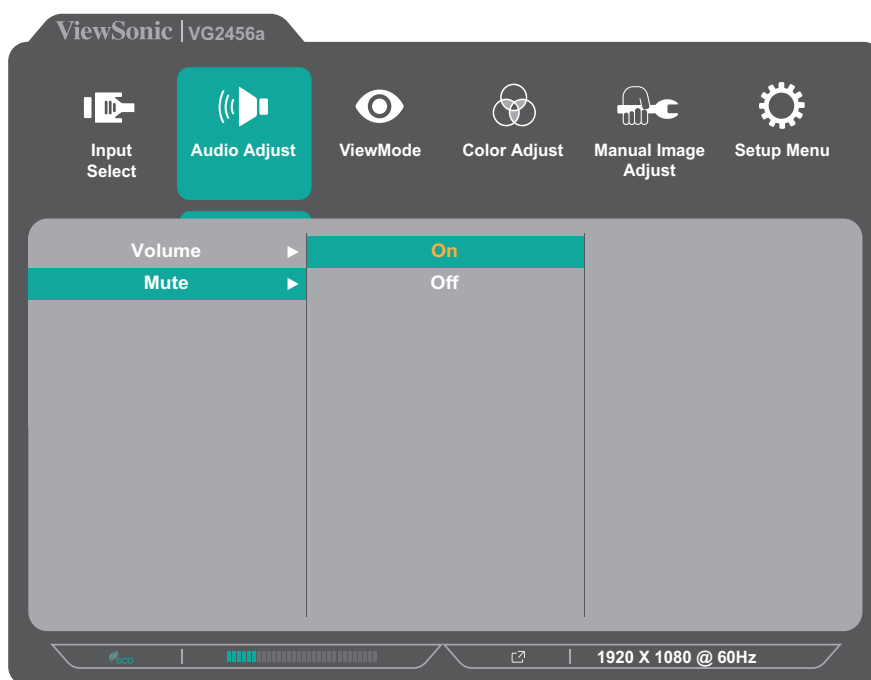 ViewSonic | VG2456a
Input Select
Audio Adjust
ViewMode
Color Adjust
Manual Image Adjust
Setup Menu
Volume
On
Mute
Off
eco
1920 X 1080 @ 60Hz